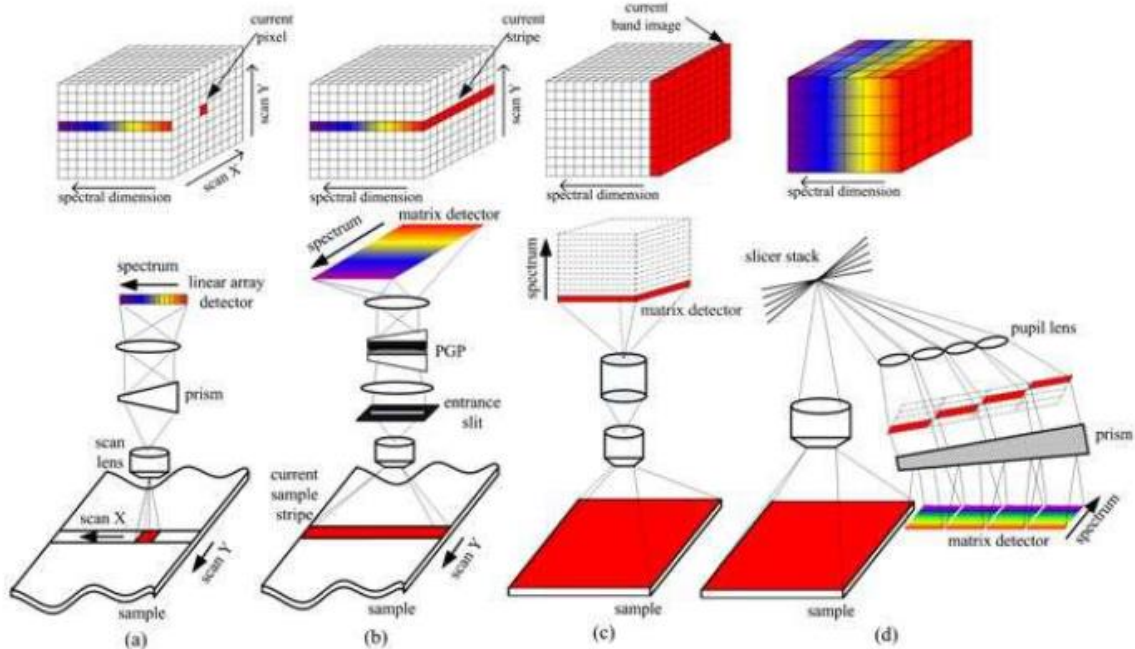 current
pixel
scan Y
scan X
spectral dimension
current
stripe
scan Y
spectral dimension
current
band image
spectral dimension
spectral dimension
spectrum
linear array
detector
prism
scan
lens
scan X
scan Y
sample
(a)
matrix detector
spectrum
PGP
entrance
slit
current
sample
stripe
scan Y
sample
(b)
spectrum
matrix detector
sample
(c)
slicer stack
pupil lens
prism
matrix detector
spectrum
sample
(d)